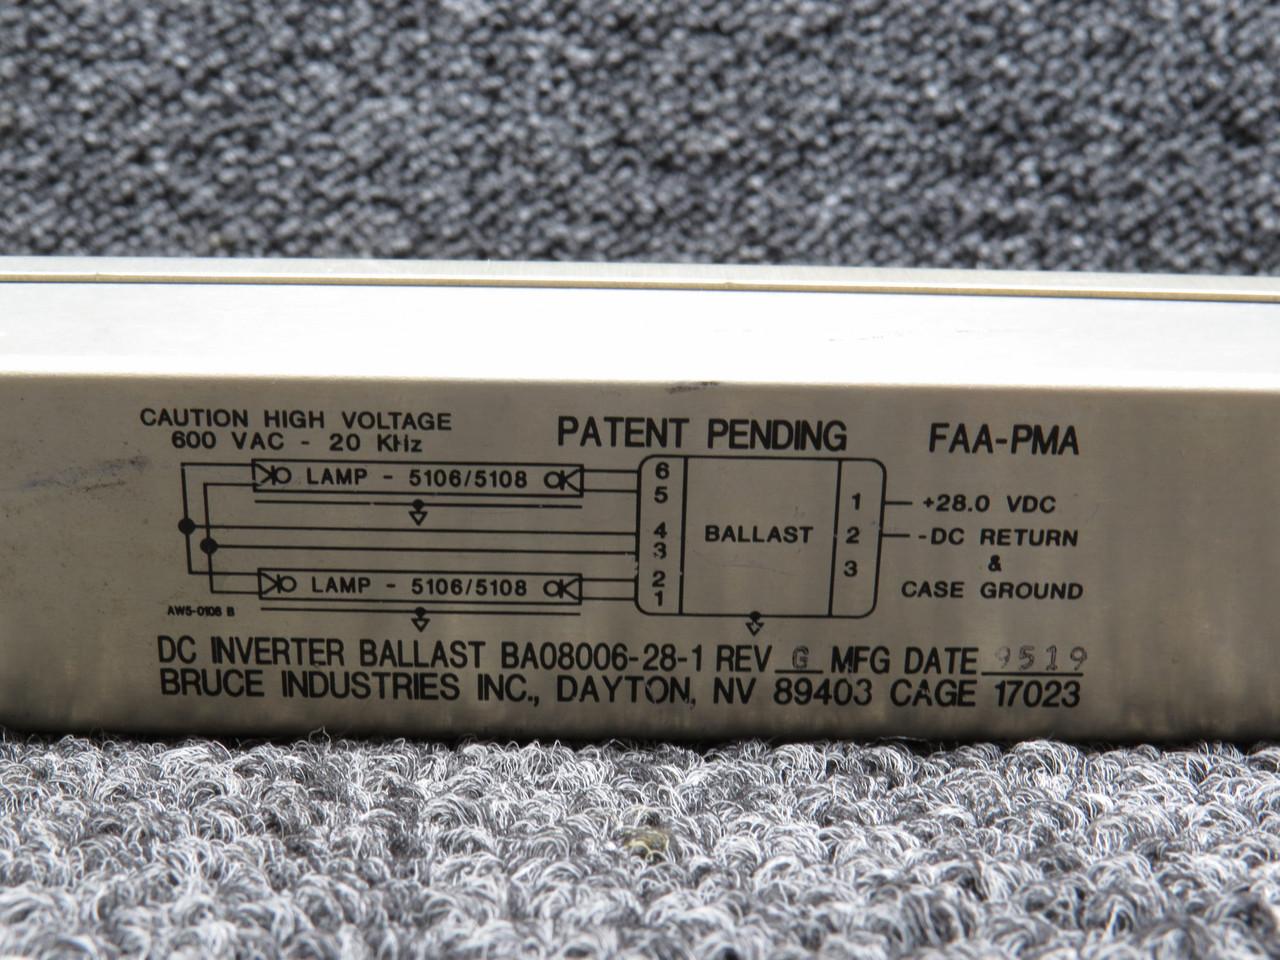 CAUTION HIGH VOLTAGE
600 VAC - 20 KHz
PATENT PENDING
FAA-PMA
LAMP - 5106/5108
6
5
4
3
2
1
BALLAST
1
2
3
+28.0 VDC
-DC RETURN
&
CASE GROUND
LAMP - 5106/5108
AW5-0108 B
DC INVERTER BALLAST BA08006-28-1 REV G MFG DATE 9519
BRUCE INDUSTRIES INC., DAYTON, NV 89403 CAGE 17023